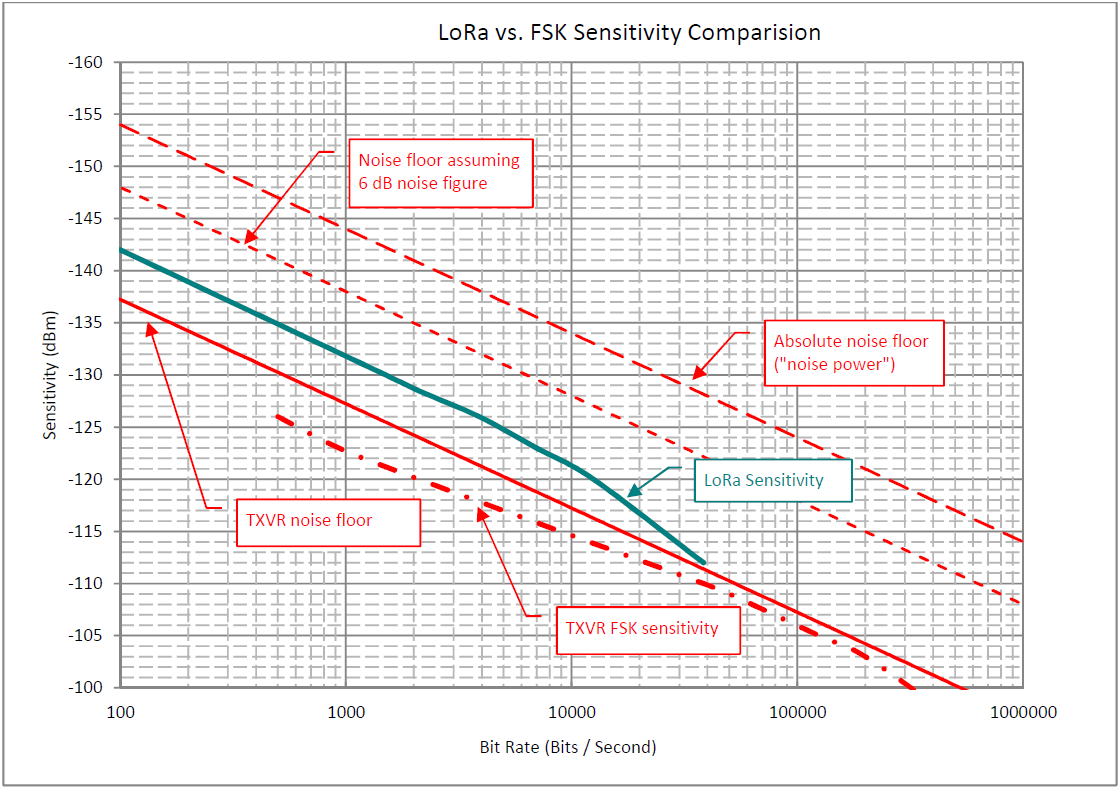 LoRa vs. FSK Sensitivity Comparision
-160
-155
-150
-145
-140
-135
-130
-125
-120
-115
-110
-105
-100
Sensitivity (dBm)
Noise floor assuming
6 dB noise figure
Absolute noise floor
("noise power")
LoRa Sensitivity
TXVR noise floor
TXVR FSK sensitivity
100
1000
10000
100000
1000000
Bit Rate (Bits / Second)